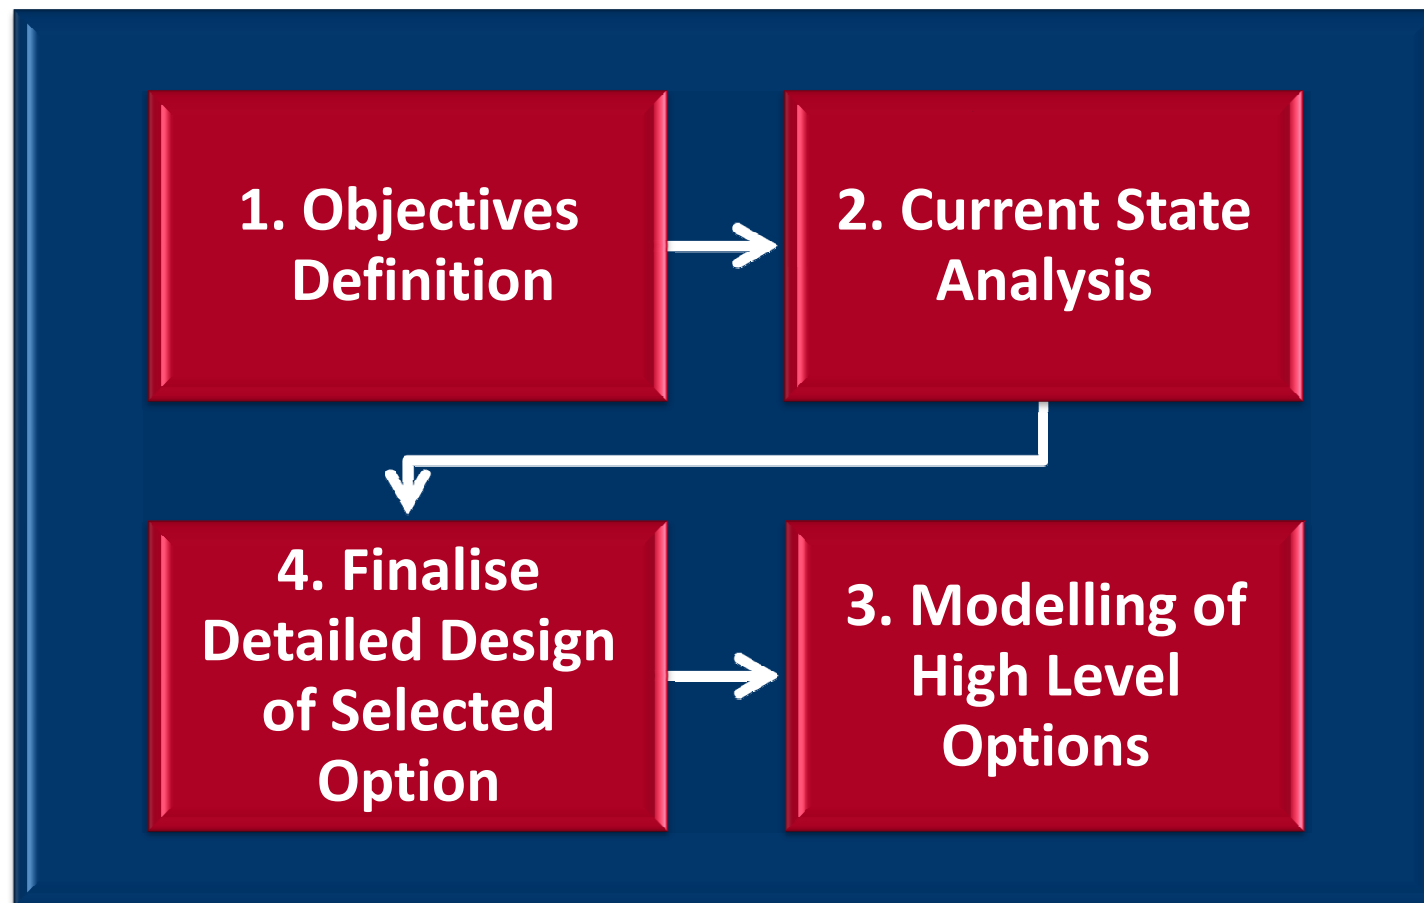 1. Objectives
Definition
2. Current State
Analysis
4. Finalise
Detailed Design
of Selected
Option
3. Modelling of
High Level
Options